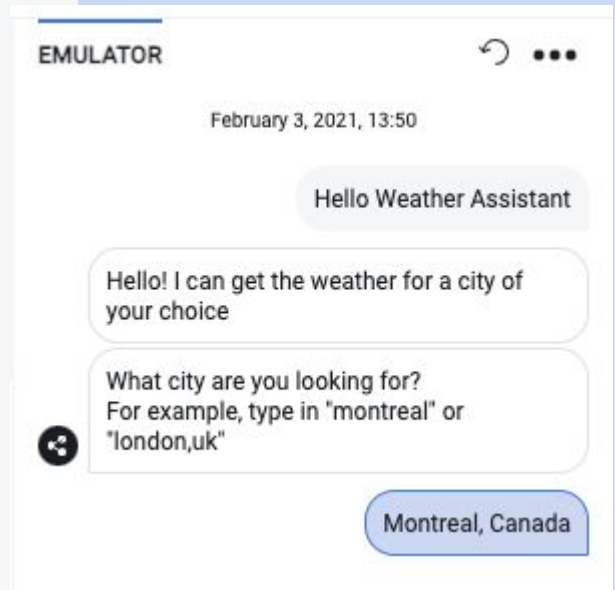 EMULATOR
February 3, 2021, 13:50
Hello Weather Assistant
Hello! I can get the weather for a city of
your choice
What city are you looking for?
For example, type in "montreal" or
"london,uk"
Montreal, Canada